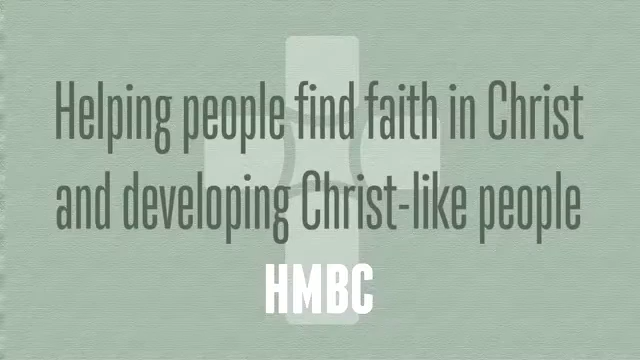 Helping people find faith in Christ
and developing Christ-like people
HMBC